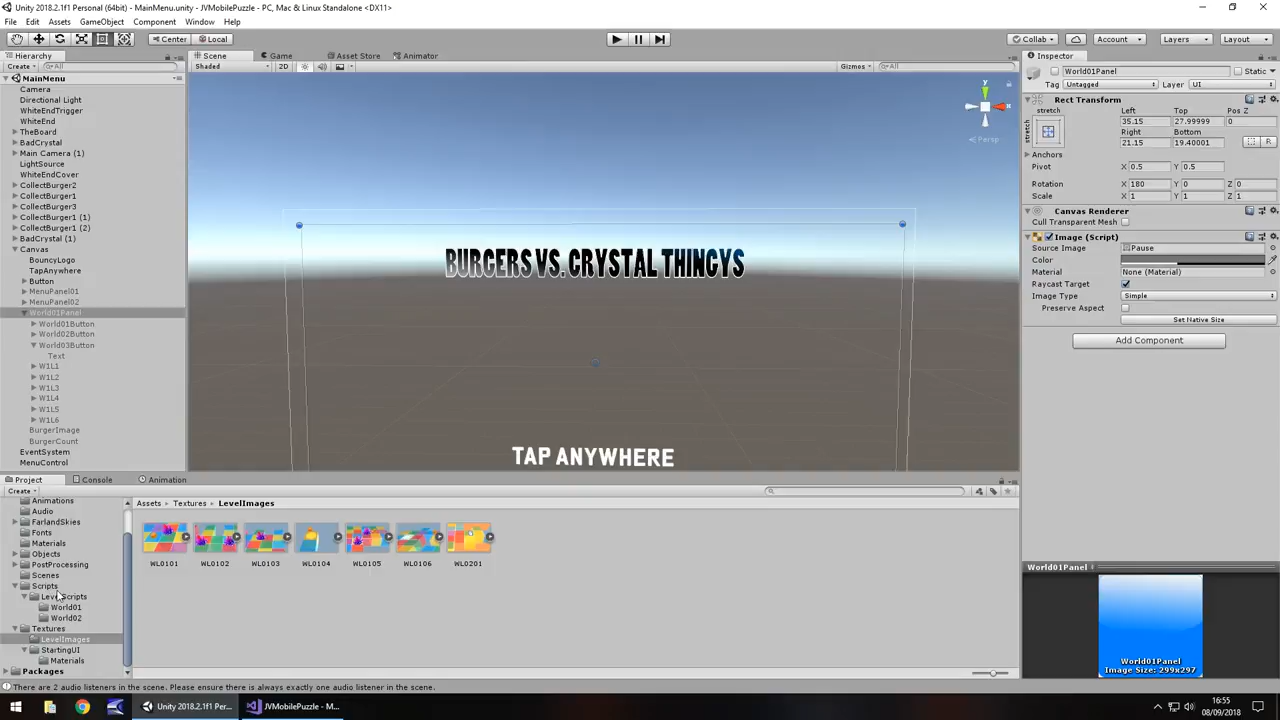 Unity 2018.2.1f1 Personal (64bit) - MainMenu.unity - JVMobilePuzzle - PC, Mac & Linux Standalone <DX11>
File Edit Assets GameObject Component Window Help
Center Local Collab Account Layers Layout
Hierarchy
Create All
MainMenu
Camera
Directional Light
WhiteEndTrigger
WhiteEnd
TheBoard
BadCrystal
Main Camera (1)
LightSource
WhiteEndCover
CollectBurger2
CollectBurger1
CollectBurger3
CollectBurger1 (1)
CollectBurger1 (2)
BadCrystal (1)
Canvas
BouncyLogo
TapAnywhere
Button
MenuPanel01
MenuPanel02
World01Panel
World01Button
World02Button
World03Button
Text
W1L1
W1L2
W1L3
W1L4
W1L5
W1L6
BurgerImage
BurgerCount
EventSystem
MenuControl
Scene Game Asset Store Animator
Shaded 2D Gizmos All
y
x
Persp
BURGERS VS. CRYSTAL THINGYS
TAP ANYWHERE
Inspector
World01Panel Static
Tag Untagged Layer UI
Rect Transform
stretch Left Top Pos Z
stretch 35.15 27.99999 0
Right Bottom
21.15 19.40001 R
Anchors
Pivot X 0.5 Y 0.5
Rotation X 180 Y 0 Z 0
Scale X 1 Y 1 Z 1
Canvas Renderer
Cull Transparent Mesh
Image (Script)
Source Image Pause
Color
Material None (Material)
Raycast Target
Image Type Simple
Preserve Aspect
Set Native Size
Add Component
World01Panel
World01Panel
Image Size: 299x297
Project Console Animation
Create
Animations
Audio
FarlandSkies
Fonts
Materials
Objects
PostProcessing
Scenes
Scripts
LevelScripts
World01
World02
Textures
LevelImages
StartingUI
Materials
Packages
Assets Textures LevelImages
WL0101 WL0102 WL0103 WL0104 WL0105 WL0106 WL0201
There are 2 audio listeners in the scene. Please ensure there is always exactly one audio listener in the scene.
Unity 2018.2.1f1 Per... JVMobilePuzzle - M...
16:55
08/09/2018